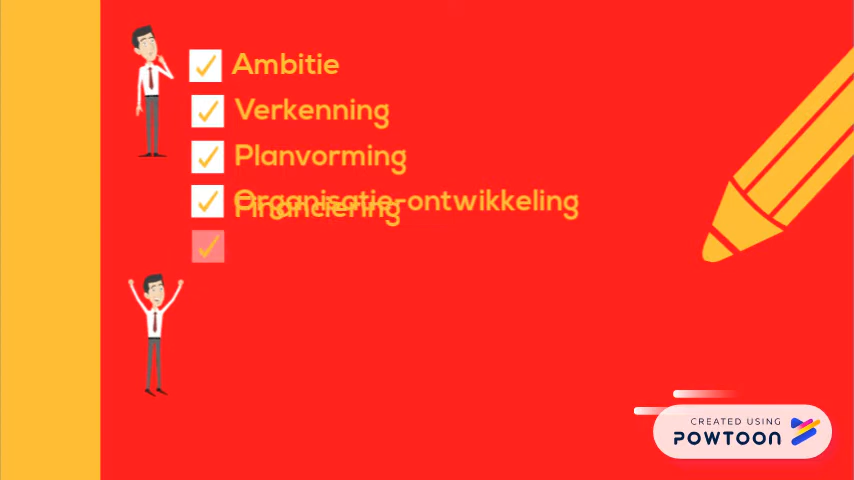 Ambitie
Verkenning
Planvorming
Organisatie-ontwikkeling
Financiering
CREATED USING
POWTOON